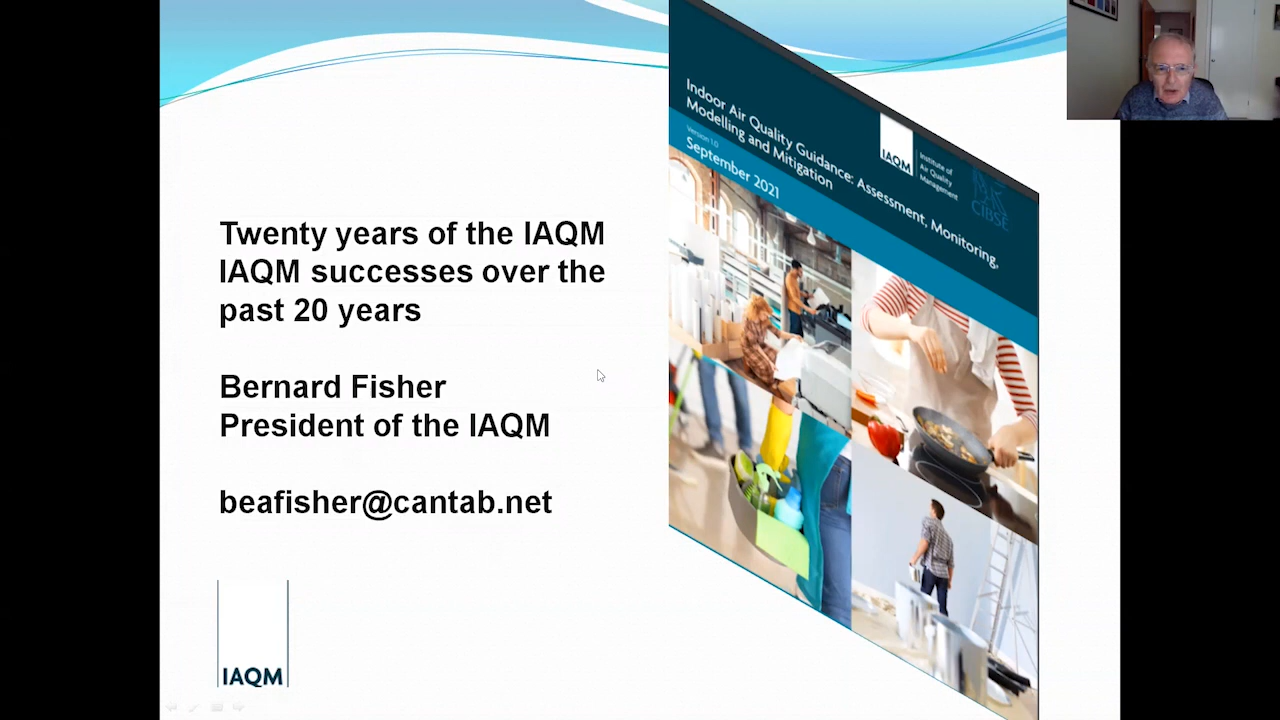 Twenty years of the IAQM
IAQM successes over the
past 20 years
Bernard Fisher
President of the IAQM
beafisher@cantab.net
IAQM
Indoor Air Quality Guidance: Assessment, Monitoring,
Modelling and Mitigation
Version 1.0
September 2021
IAQM
Institute of
Air Quality
Management
CIBSE